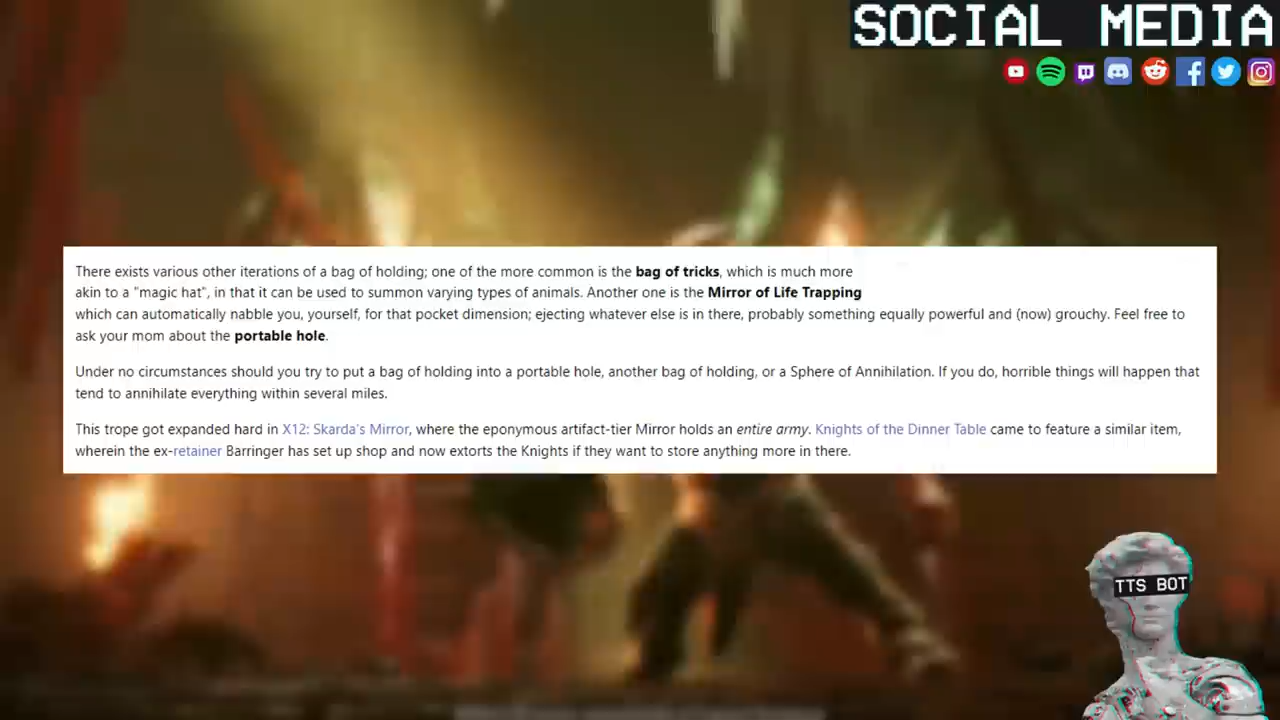 SOCIAL MEDIA
There exists various other iterations of a bag of holding; one of the more common is the bag of tricks, which is much more
akin to a "magic hat", in that it can be used to summon varying types of animals. Another one is the Mirror of Life Trapping
which can automatically nabble you, yourself, for that pocket dimension; ejecting whatever else is in there, probably something equally powerful and (now) grouchy. Feel free to
ask your mom about the portable hole.
Under no circumstances should you try to put a bag of holding into a portable hole, another bag of holding, or a Sphere of Annihilation. If you do, horrible things will happen that
tend to annihilate everything within several miles.
This trope got expanded hard in X12: Skarda's Mirror, where the eponymous artifact-tier Mirror holds an entire army. Knights of the Dinner Table came to feature a similar item,
wherein the ex-retainer Barringer has set up shop and now extorts the Knights if they want to store anything more in there.
TTS BOT